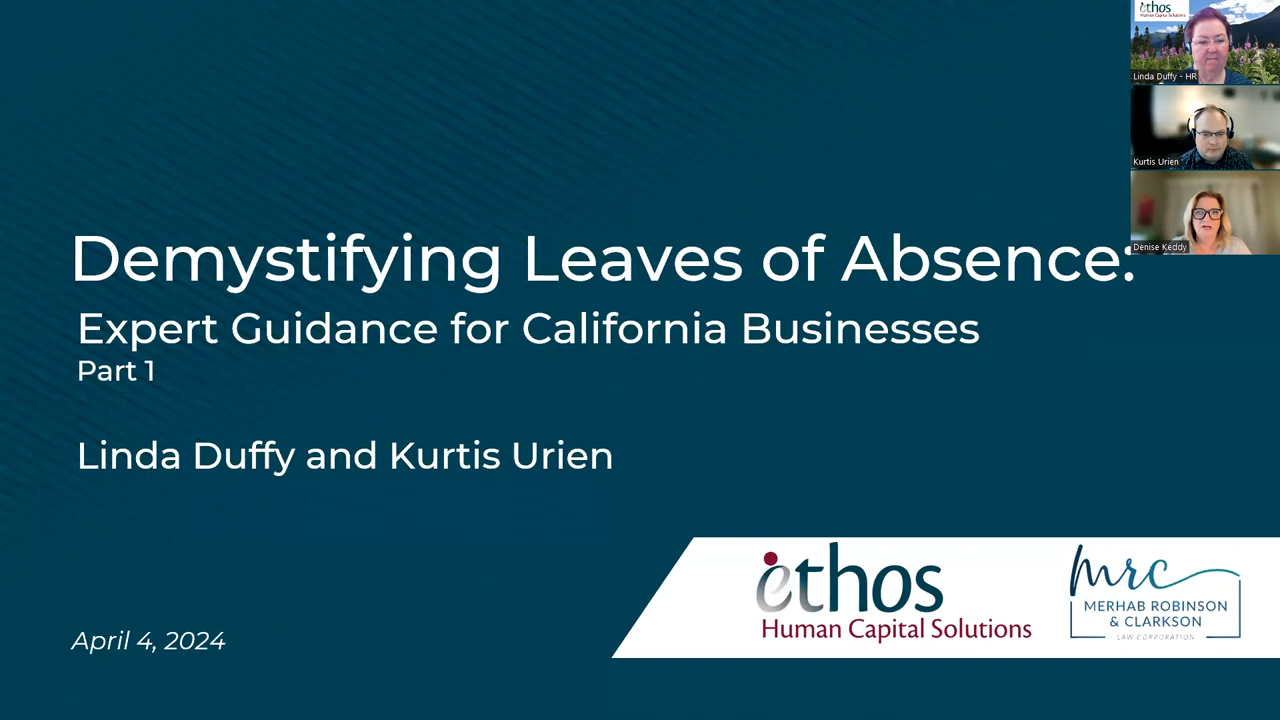 Demystifying Leaves of Absence:
Expert Guidance for California Businesses
Part 1
Linda Duffy and Kurtis Urien
April 4, 2024
ethos
Human Capital Solutions
mrc
MERHAB ROBINSON
& CLARKSON
LAW CORPORATION
ethos
Human Capital Solutions
Linda Duffy - HR
Kurtis Urien
Denise Keddy